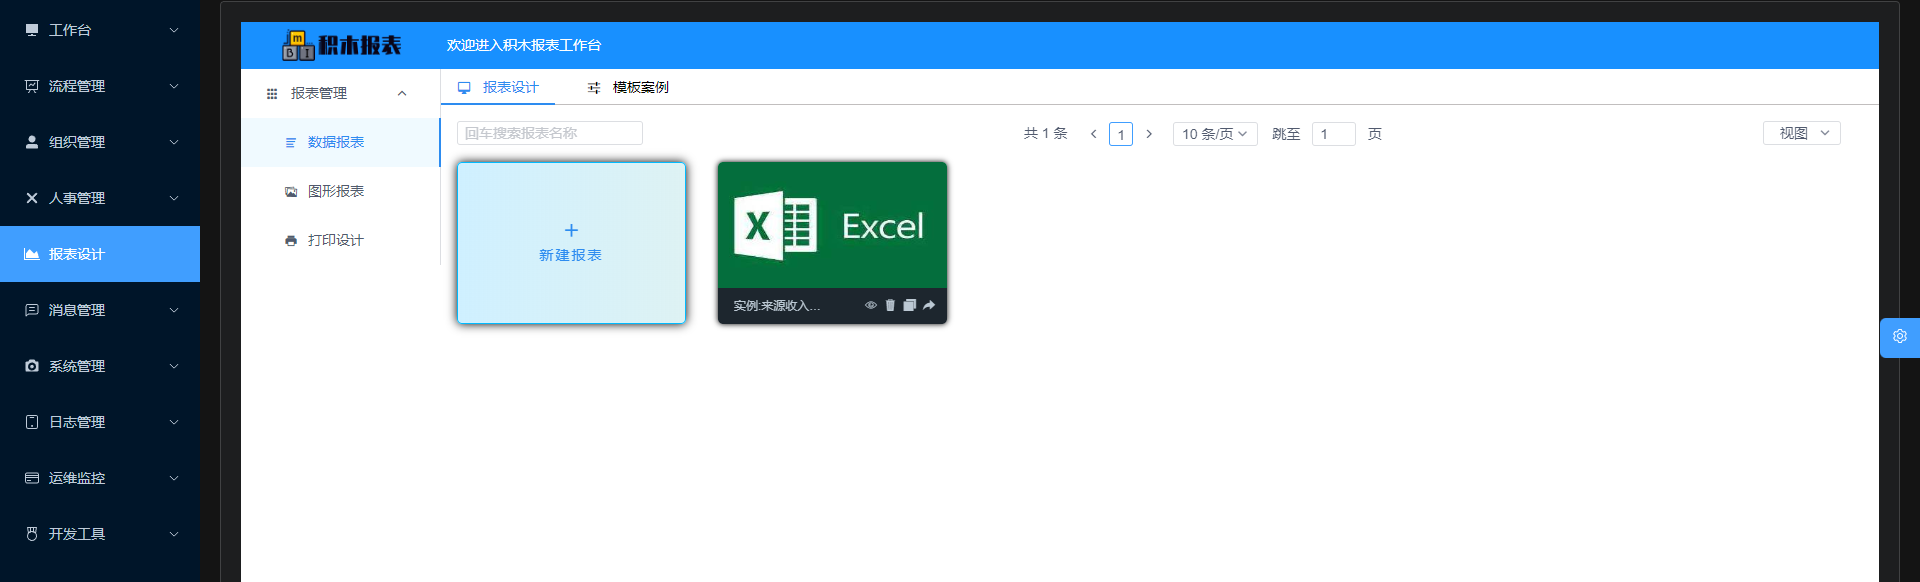 工作台
流程管理
组织管理
人事管理
报表设计
消息管理
系统管理
日志管理
运维监控
开发工具
m
B I
积木报表
欢迎进入积木报表工作台
报表管理
数据报表
图形报表
打印设计
报表设计
模板案例
回车搜索报表名称
共 1 条
1
10 条/页
跳至 1 页
视图
+
新建报表
X Excel
实例:来源收入...